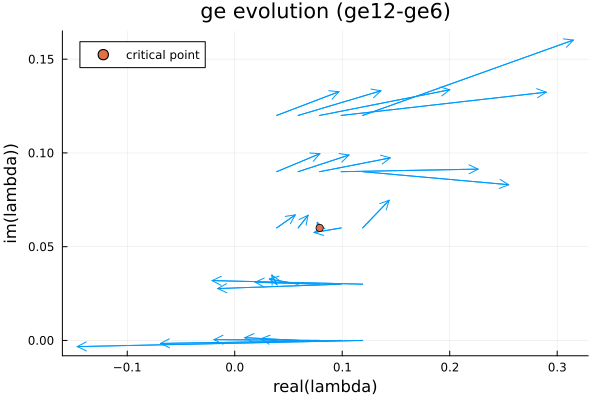 ge evolution (ge12-ge6)
critical point
0.15
0.10
0.05
0.00
im(lambda))
−0.1
0.0
0.1
0.2
0.3
real(lambda)